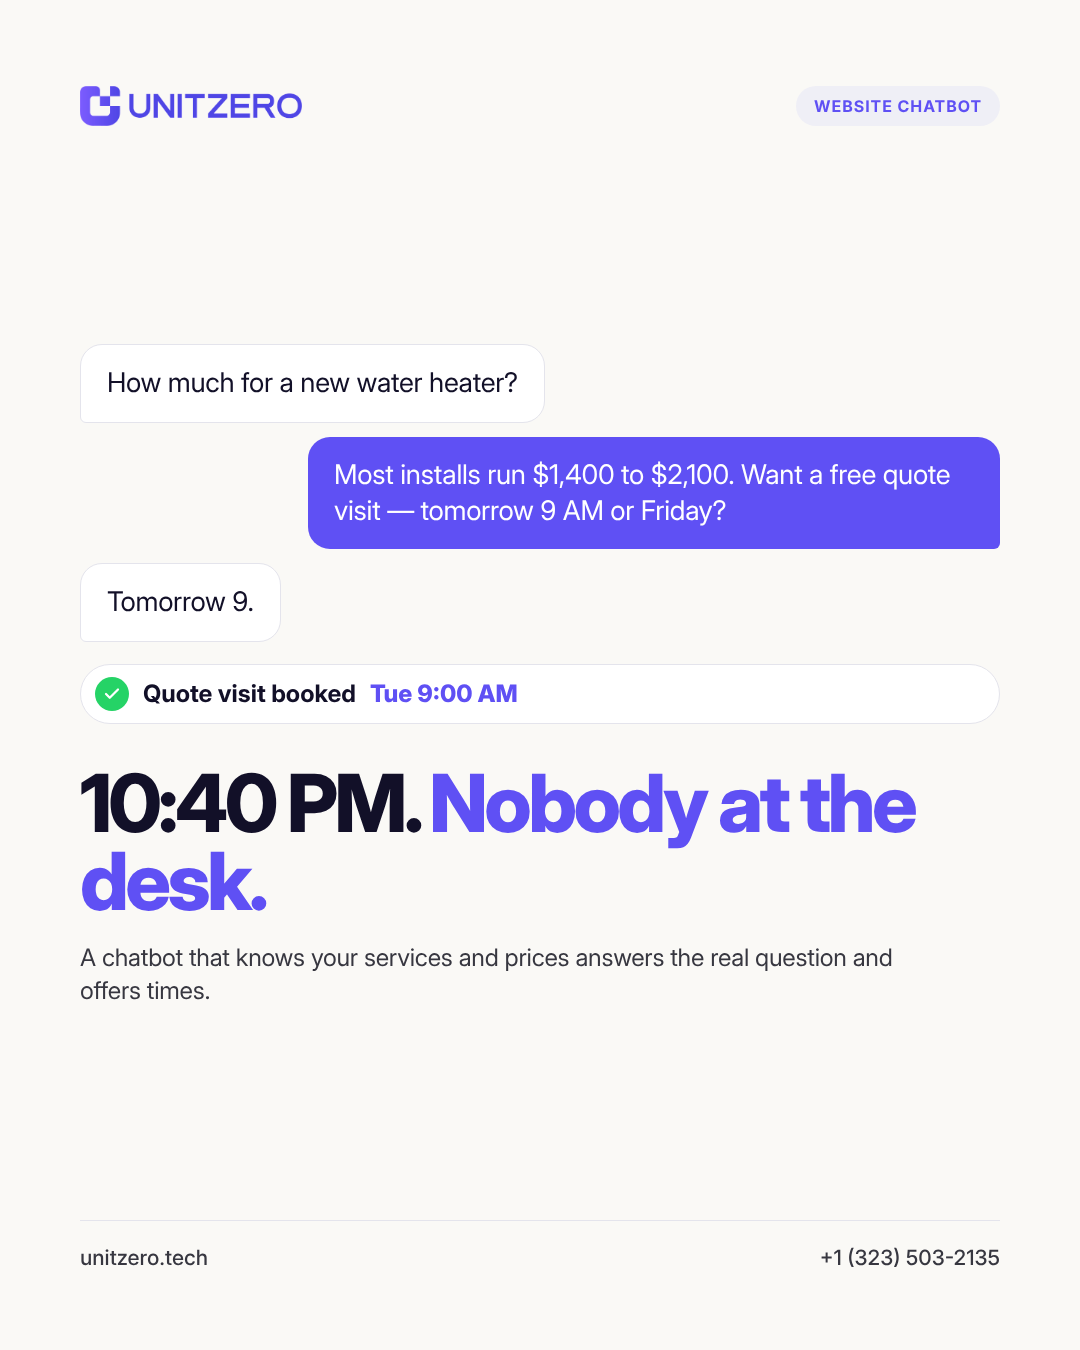 UNITZERO
WEBSITE CHATBOT
How much for a new water heater?
Most installs run $1,400 to $2,100. Want a free quote
visit — tomorrow 9 AM or Friday?
Tomorrow 9.
Quote visit booked Tue 9:00 AM
10:40 PM. Nobody at the
desk.
A chatbot that knows your services and prices answers the real question and
offers times.
unitzero.tech
+1 (323) 503-2135